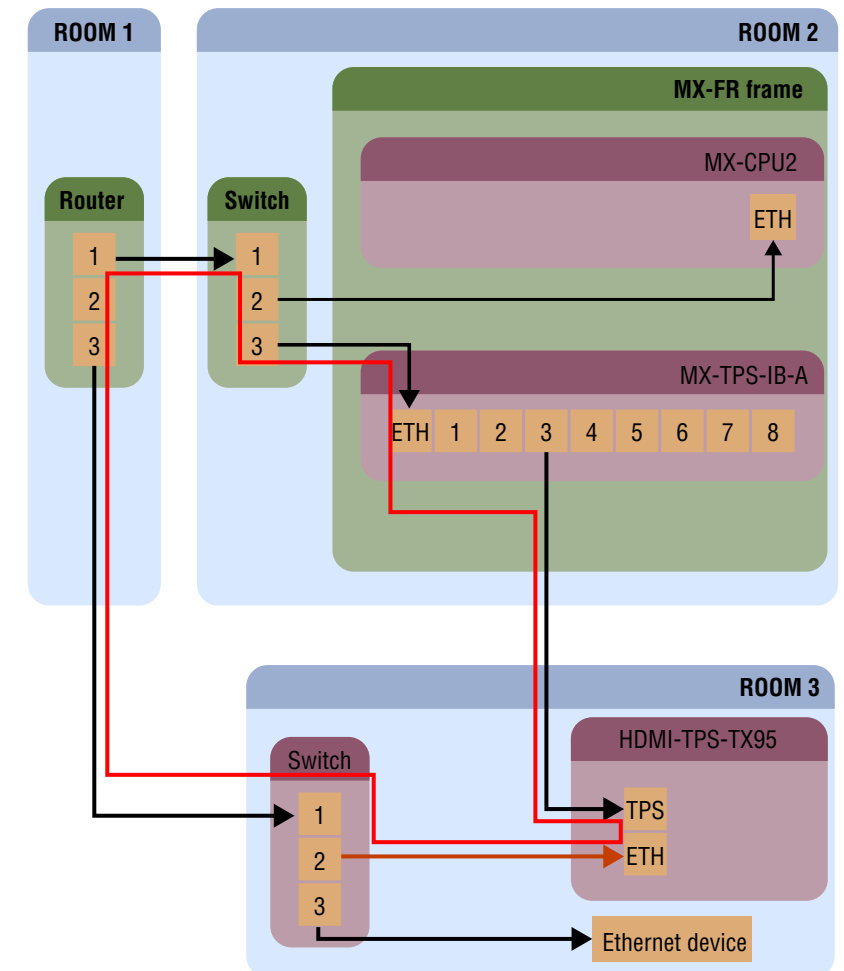 ROOM 1
ROOM 2
MX-FR frame
MX-CPU2
ETH
Router
1
2
3
Switch
1
2
3
MX-TPS-IB-A
ETH 1 2 3 4 5 6 7 8
ROOM 3
Switch
1
2
3
HDMI-TPS-TX95
TPS
ETH
Ethernet device